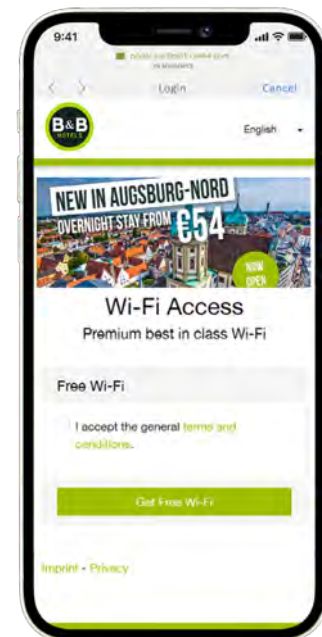 9:41
Login
Cancel
B&B
HOTELS
English
NEW IN AUGSBURG-NORD
OVERNIGHT STAY FROM €54
NOW
OPEN
Wi-Fi Access
Premium best in class Wi-Fi
Free Wi-Fi
I accept the general terms and
conditions.
Get Free Wi-Fi
Imprint - Privacy